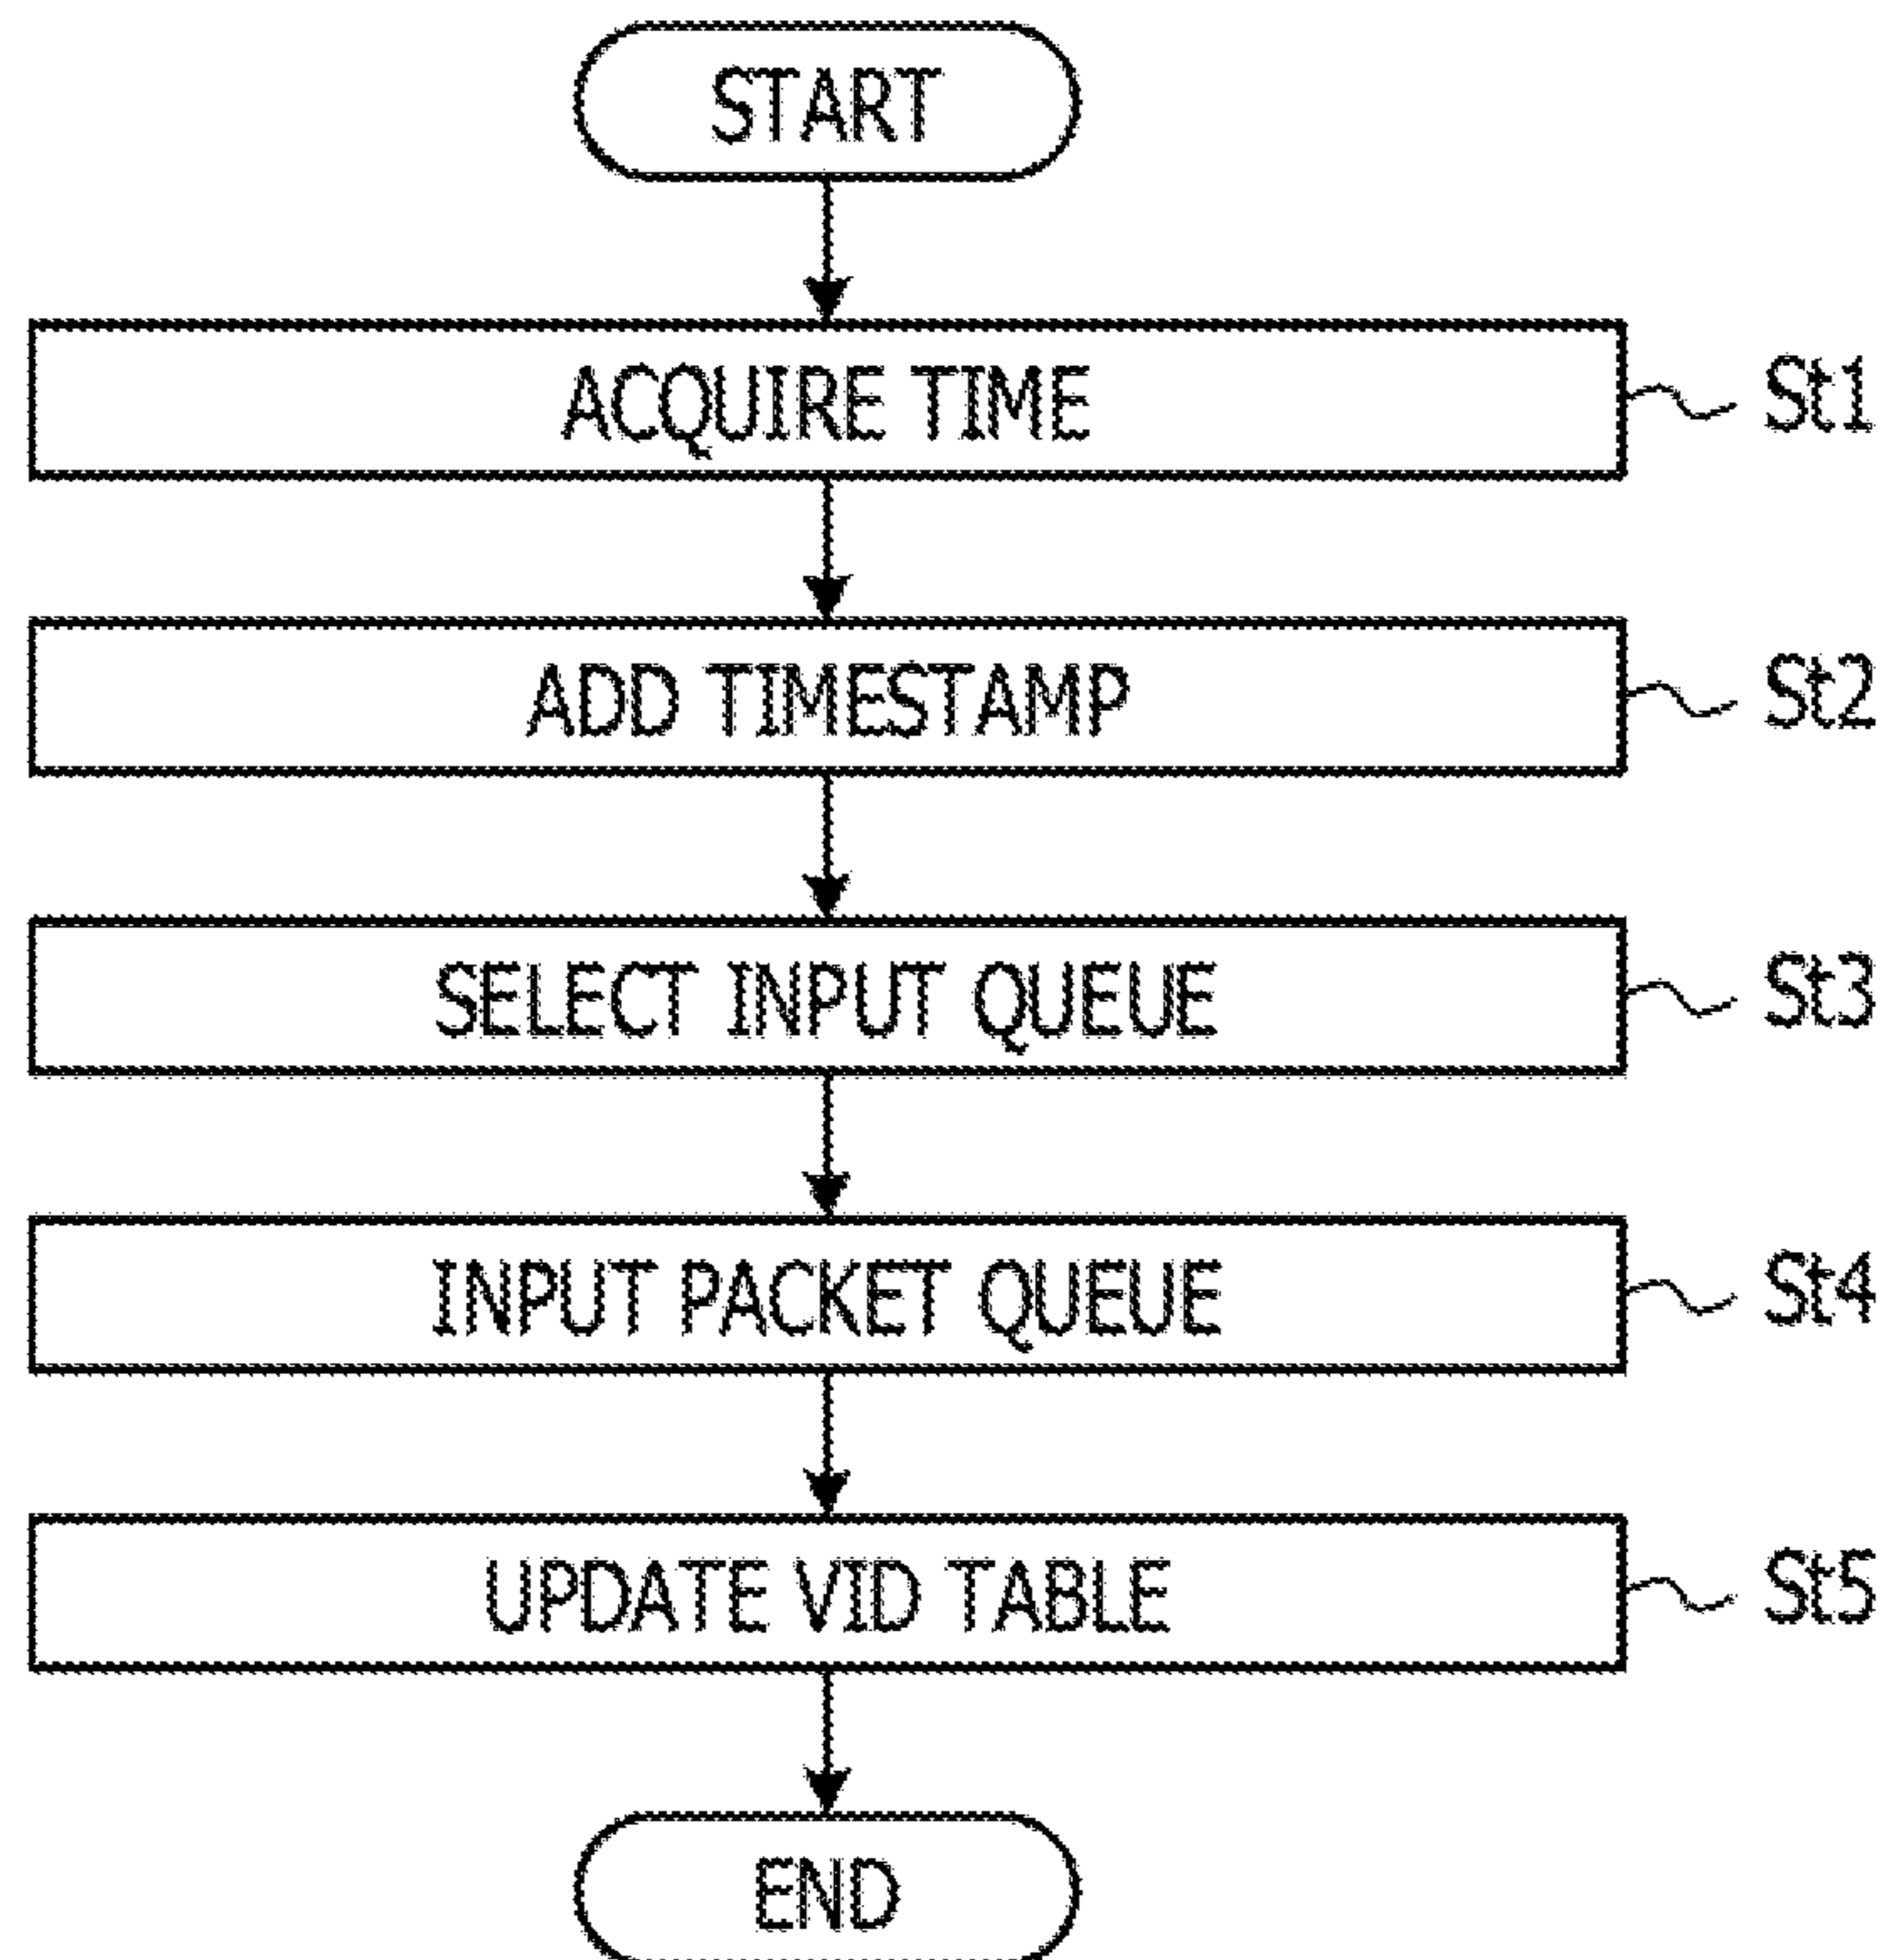 START
ACQUIRE TIME St1
ADD TIMESTAMP St2
SELECT INPUT QUEUE St3
INPUT PACKET QUEUE St4
UPDATE VID TABLE St5
END